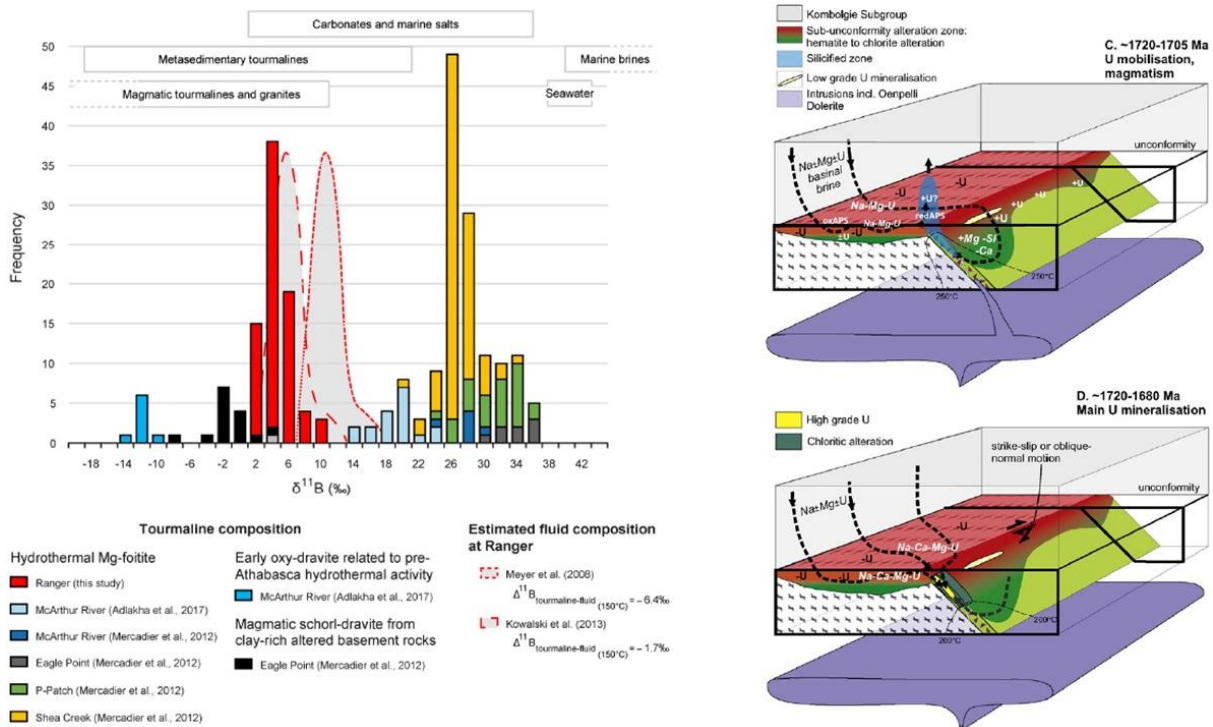 Carbonates and marine salts
Metasedimentary tourmalines
Marine brines
Magmatic tourmalines and granites
Seawater
50
45
40
35
30
25
20
15
10
5
0
Frequency
-18 -14 -10 -6 -2 2 6 10 14 18 22 26 30 34 38 42
δ¹¹B (‰)
Tourmaline composition
Hydrothermal Mg-foitite
Ranger (this study)
McArthur River (Adlakha et al., 2017)
McArthur River (Mercadier et al., 2012)
Eagle Point (Mercadier et al., 2012)
P-Patch (Mercadier et al., 2012)
Shea Creek (Mercadier et al., 2012)
Early oxy-dravite related to pre-
Athabasca hydrothermal activity
McArthur River (Adlakha et al., 2017)
Magmatic schorl-dravite from
clay-rich altered basement rocks
Eagle Point (Mercadier et al., 2012)
Estimated fluid composition
at Ranger
Meyer et al. (2008)
Δ¹¹B tourmaline-fluid (150°C) = – 6.4‰
Kowalski et al. (2013)
Δ¹¹B tourmaline-fluid (150°C) = – 1.7‰
Kombolgie Subgroup
Sub-unconformity alteration zone:
hematite to chlorite alteration
Silicified zone
Low grade U mineralisation
Intrusions incl. Oenpelli
Dolerite
C. ~1720-1705 Ma
U mobilisation,
magmatism
unconformity
Na±Mg±U
basinal
brine
-U
-U
+U?
+U
+U
+U
+U
Na-Mg-U
oxAPS
Na-Mg-U
redAPS
-U
-U
±U
+Mg -Si
-Ca
250°C
250°C
D. ~1720-1680 Ma
Main U mineralisation
High grade U
Chloritic alteration
strike-slip or oblique-
normal motion
unconformity
Na±Mg±U
-U
Na-Ca-Mg-U
Na-Ca-Mg-U
-U
-U
200°C
200°C